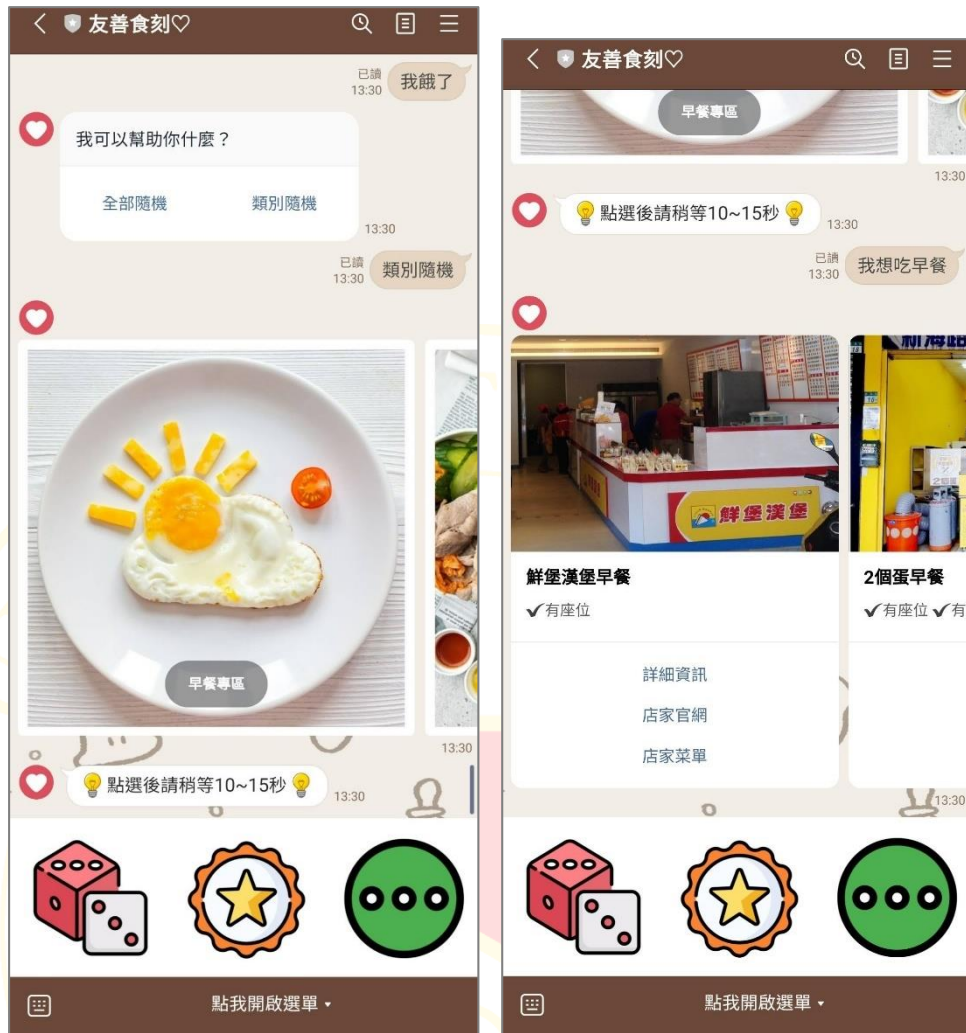 友善食刻♡
已讀
13:30
我餓了
我可以幫助你什麼？
全部隨機
類別隨機
13:30
已讀
13:30
類別隨機
早餐專區
13:30
💡點選後請稍等10~15秒💡
13:30
點我開啟選單
友善食刻♡
早餐專區
13:30
💡點選後請稍等10~15秒💡
13:30
已讀
13:30
我想吃早餐
鮮堡漢堡
鮮堡漢堡早餐
✔有座位
詳細資訊
店家官網
店家菜單
2個蛋早餐
✔有座位 ✔有
13:30
點我開啟選單